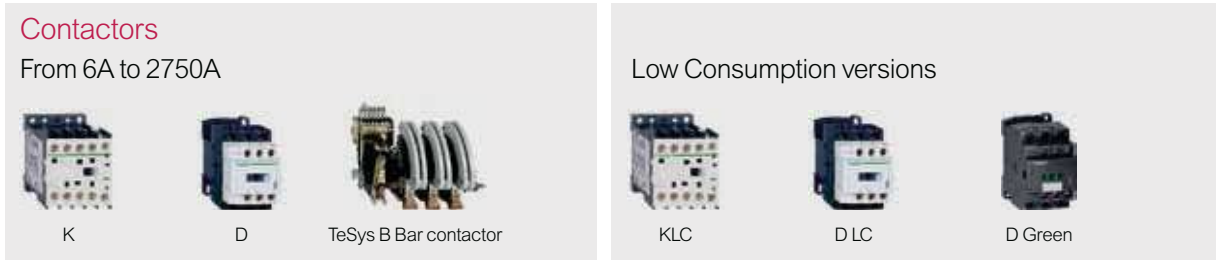 Contactors
From 6A to 2750A
K
D
TeSys B Bar contactor
Low Consumption versions
KLC
D LC
D Green